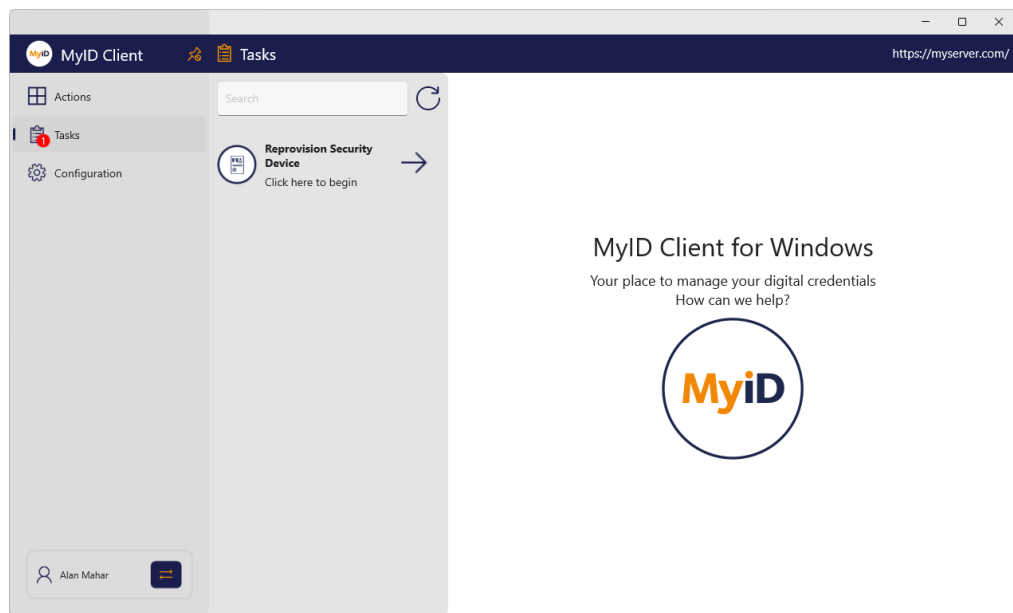 MyiD MyID Client Tasks https://myserver.com/
Actions
1 Tasks
Configuration
Alan Mahar
Search
Reprovision Security
Device
Click here to begin
MyID Client for Windows
Your place to manage your digital credentials
How can we help?
MyiD